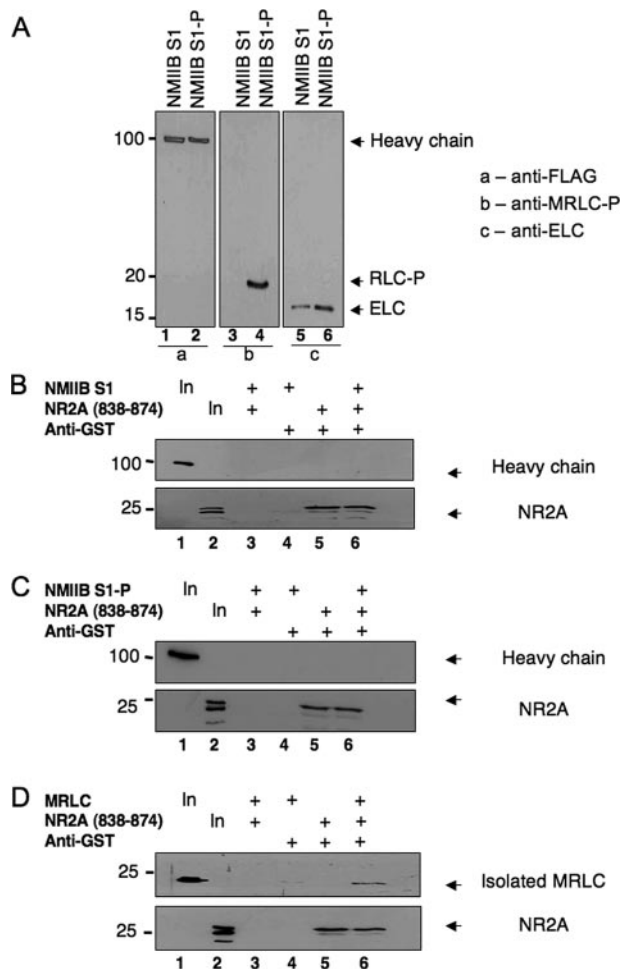 A
NMIIB S1
NMIIB S1-P
NMIIB S1
NMIIB S1-P
NMIIB S1
NMIIB S1-P
100
Heavy chain
a – anti-FLAG
b – anti-MRLC-P
c – anti-ELC
20
RLC-P
15
ELC
1 2 3 4 5 6
a b c
B
NMIIB S1 In + + +
NR2A (838-874) In + + +
Anti-GST + + +
100 Heavy chain
25 NR2A
1 2 3 4 5 6
C
NMIIB S1-P In + + +
NR2A (838-874) In + + +
Anti-GST + + +
100 Heavy chain
25 NR2A
1 2 3 4 5 6
D
MRLC In + + +
NR2A (838-874) In + + +
Anti-GST + + +
25 Isolated MRLC
25 NR2A
1 2 3 4 5 6